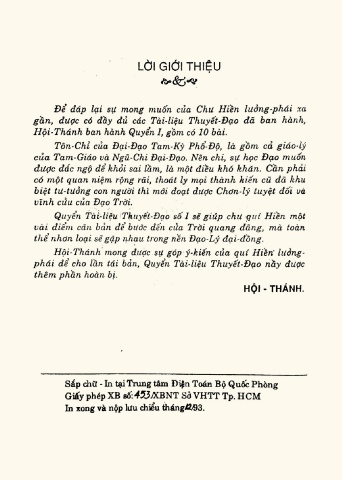 LỜI GIỚI THIỆU
Để đáp lại sự mong muốn của Chư Hiền lưỡng-phái xa
gần, được có đầy đủ các Tài-liệu Thuyết-Đạo đã ban hành,
Hội-Thánh ban hành Quyển I, gồm có 10 bài.
Tôn-Chỉ của Đại-Đạo Tam-Kỳ Phổ-Độ, là gồm cả giáo-lý
của Tam-Giáo và Ngũ-Chi Đại-Đạo. Nên chi, sự học Đạo muốn
được đắc ngộ để khỏi sai lầm, là một điều khó khăn. Cần phải
có một quan niệm rộng rãi, thoát ly mọi thành kiến cũ đã khu
biệt tư-tưởng con người thì mới đoạt được Chơn-lý tuyệt đối và
vĩnh cửu của Đạo Trời.
Quyển Tài-liệu Thuyết-Đạo số I sẽ giúp chư quí Hiền một
vài điểm căn bản để bước đến của Trời quang đãng, mà toàn
thể nhơn loại sẽ gặp nhau trong nền Đạo-Lý đại-đồng.
Hội-Thánh mong được sự góp ý-kiến của quí Hiền lưỡng-
phái để cho lần tái bản, Quyển Tài-liệu Thuyết-Đạo nầy được
thêm phần hoàn bị.
HỘI - THÁNH.
Sắp chữ - In tại Trung tâm Điện Toán Bộ Quốc Phòng
Giấy phép XB số: 453/XBNT Sở VHTT Tp. HCM
In xong và nộp lưu chiểu tháng 12/93.